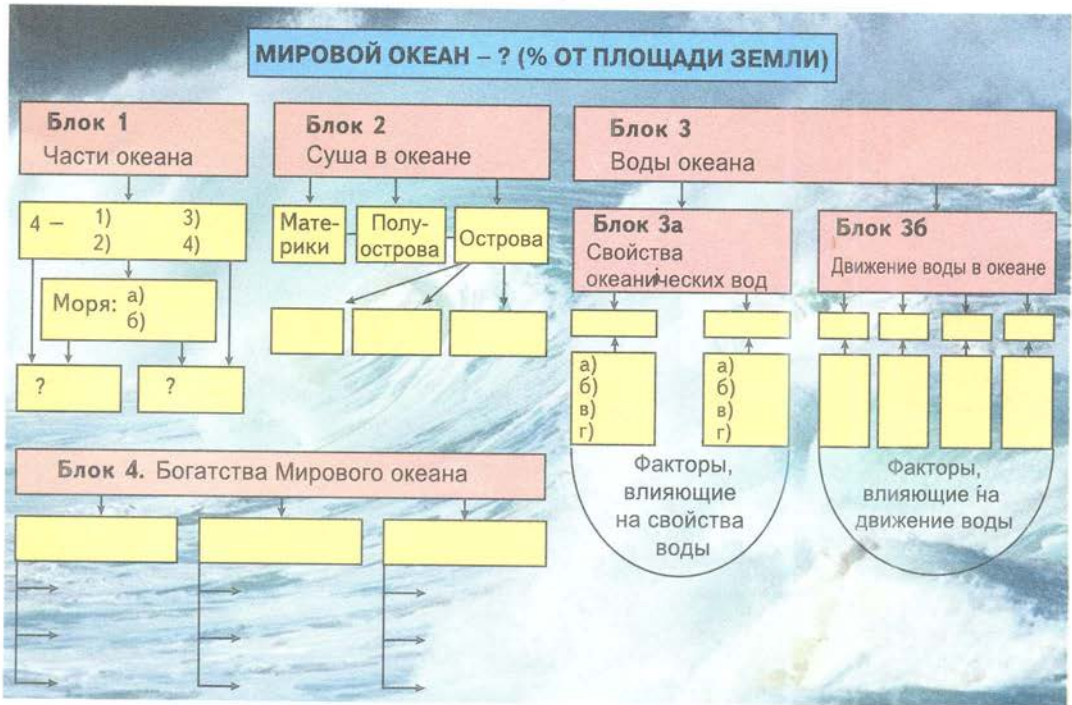 МИРОВОЙ ОКЕАН – ? (% ОТ ПЛОЩАДИ ЗЕМЛИ)
Блок 1
Части океана
4 – 1) 3)
2) 4)
Моря: а)
б)
?
?
Блок 2
Суша в океане
Мате-
рики
Полу-
острова
Острова
Блок 3
Воды океана
Блок 3а
Свойства
океанических вод
а)
б)
в)
г)
а)
б)
в)
г)
Факторы,
влияющие
на свойства
воды
Блок 3б
Движение воды в океане
Факторы,
влияющие на
движение воды
Блок 4. Богатства Мирового океана